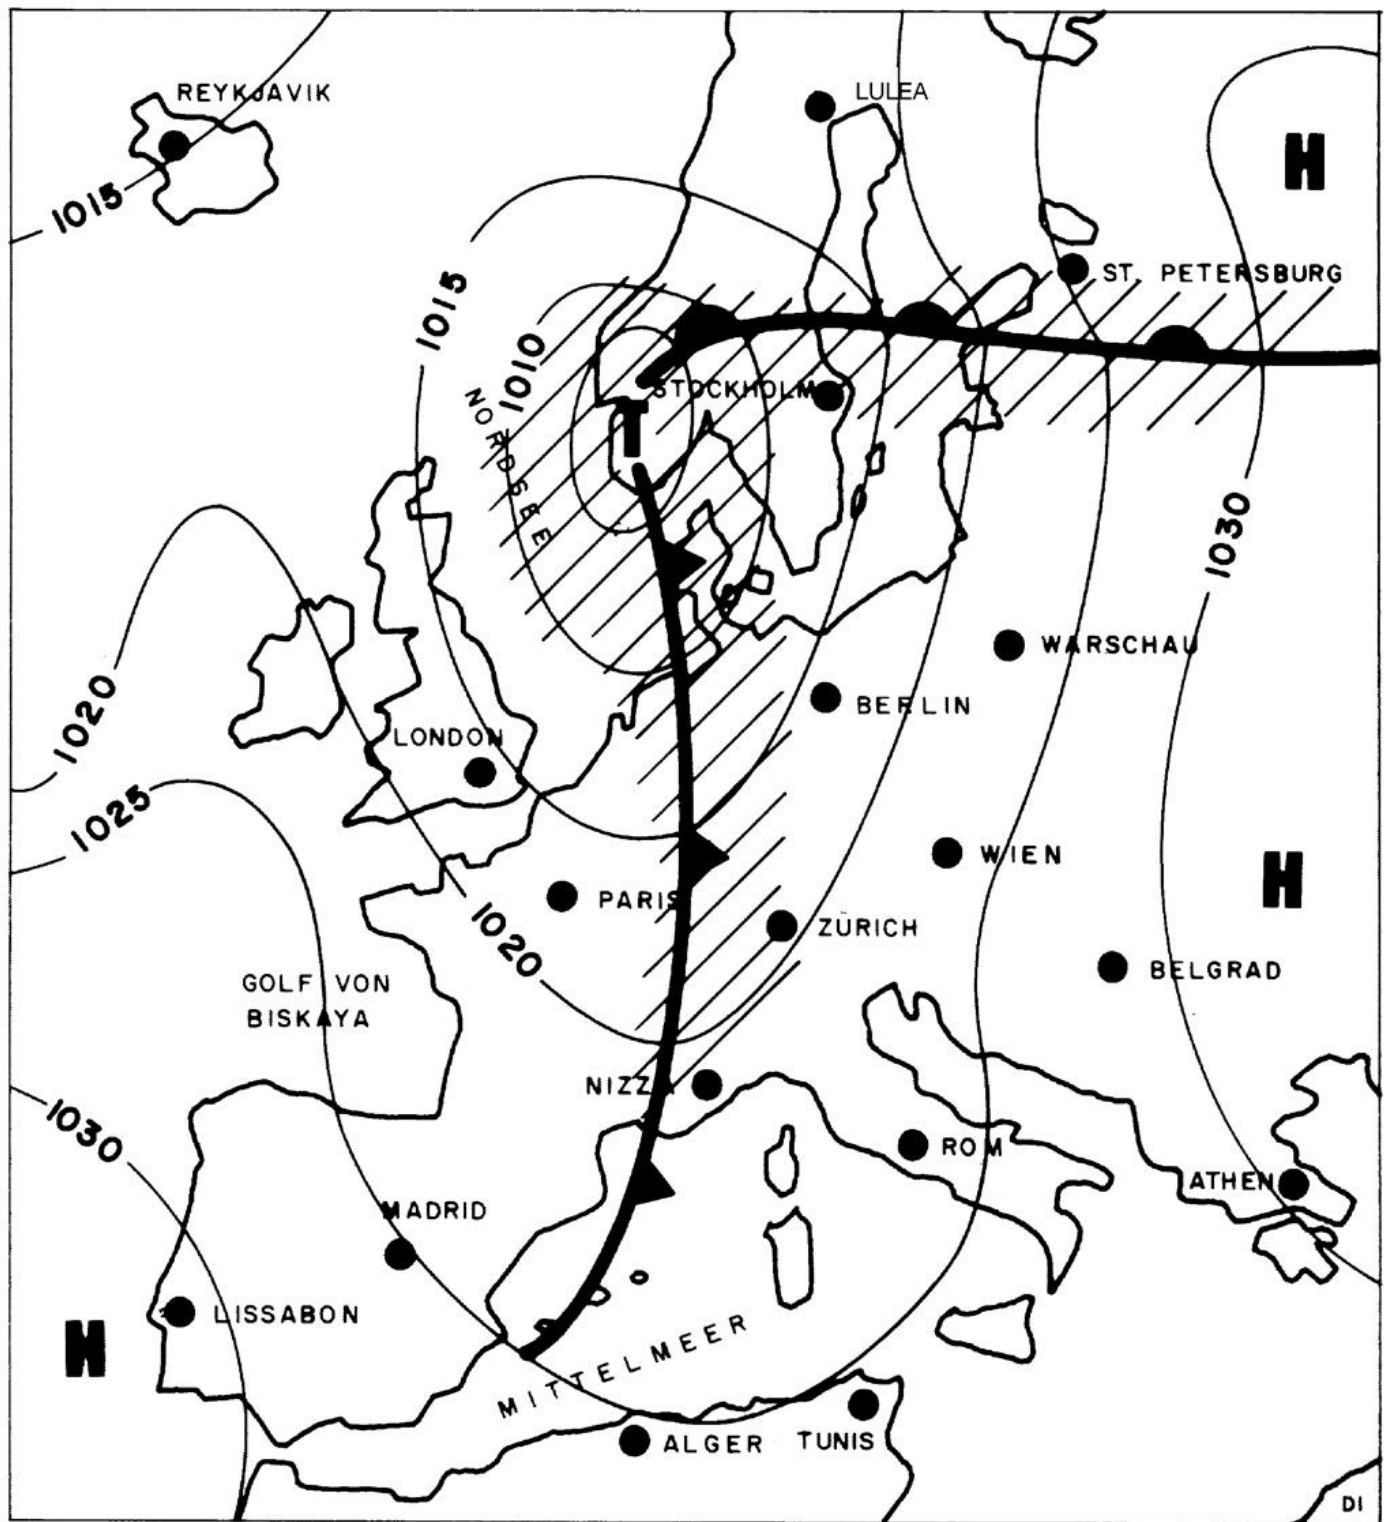 REYKJAVIK
LULEA
H
1015
ST. PETERSBURG
1015
1010
STOCKHOLM
NORDSEE
T
1030
WARSCHAU
1020
BERLIN
LONDON
1025
WIEN
H
PARIS
1020
ZÜRICH
BELGRAD
GOLF VON
BISKAYA
NIZZA
1030
ROM
ATHEN
MADRID
LISSABON
H
MITTELMEER
ALGER
TUNIS
DI